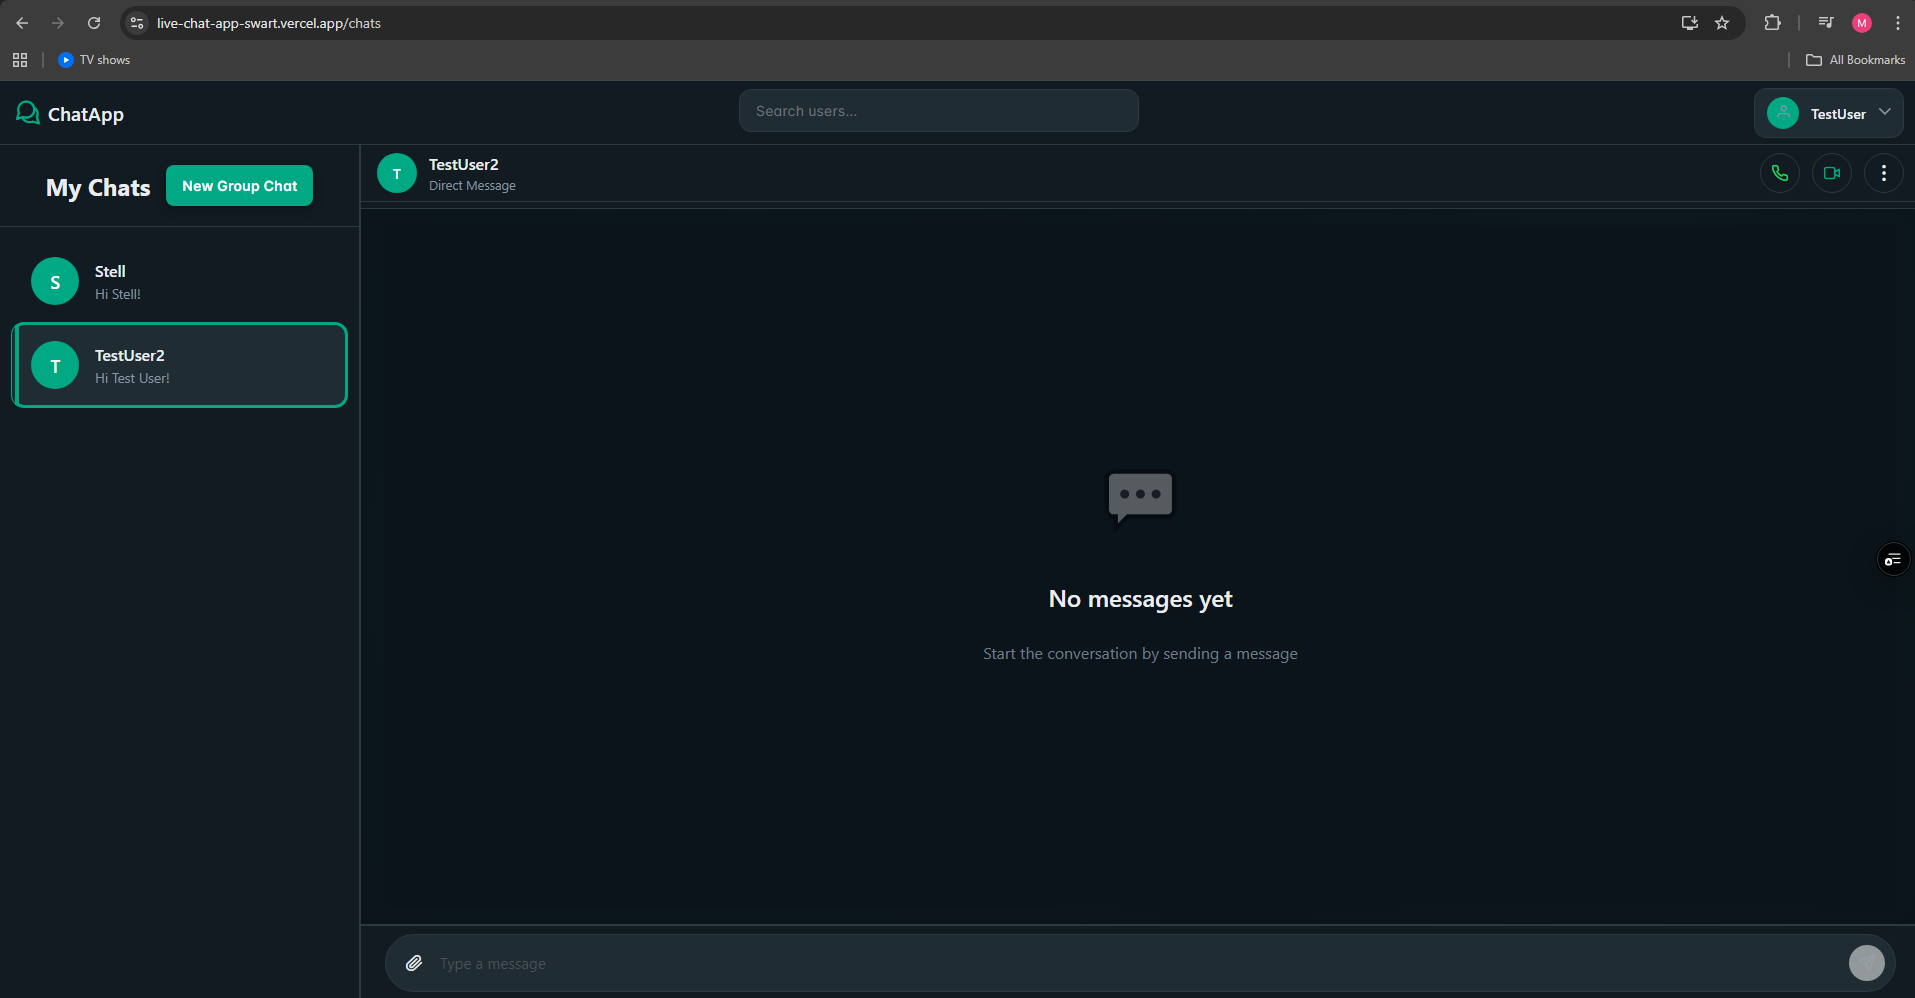 live-chat-app-swart.vercel.app/chats
M
TV shows
All Bookmarks
ChatApp
Search users...
TestUser
My Chats
New Group Chat
T
TestUser2
Direct Message
S
Stell
Hi Stell!
T
TestUser2
Hi Test User!
No messages yet
Start the conversation by sending a message
Type a message